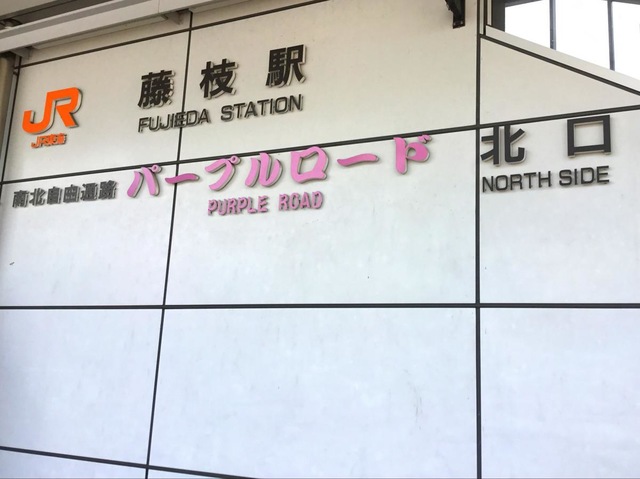 JR 藤枝駅
JR東海 FUJIEDA STATION
南北自由通路 パープルロード 北口
PURPLE ROAD NORTH SIDE